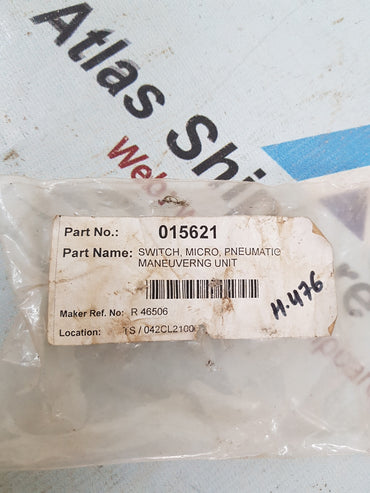 Atlas Shi
Web
Part No.: 015621
Part Name: SWITCH, MICRO, PNEUMATIC
MANEUVERNG UNIT
Maker Ref. No: R 46506
H.476
Location: 1S / 042CL2100